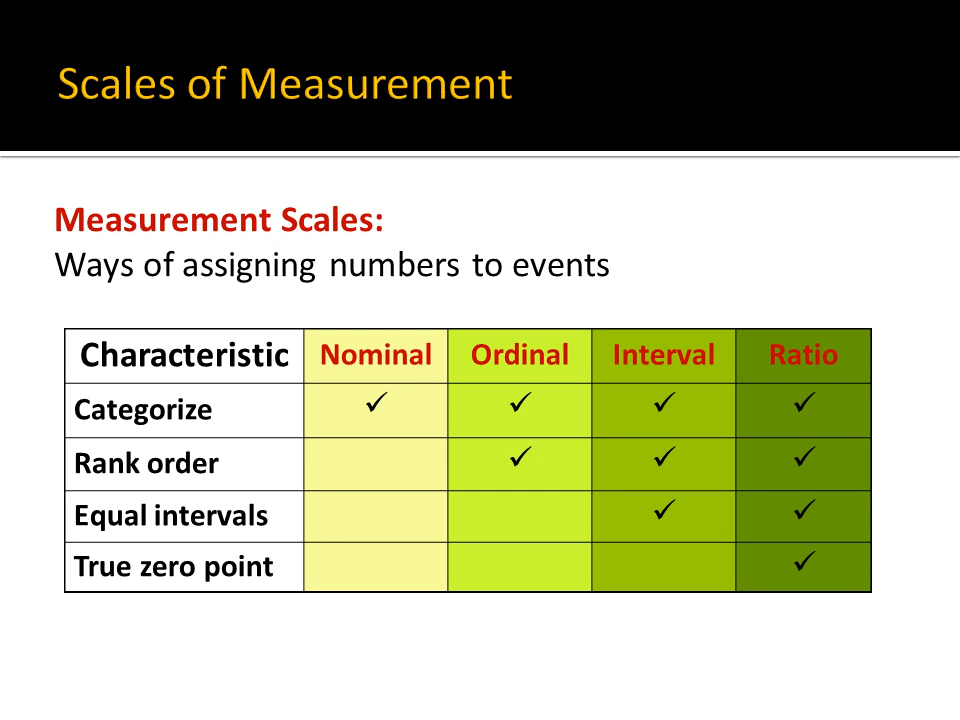 Scales of Measurement
Measurement Scales:
Ways of assigning numbers to events
Characteristic Nominal Ordinal Interval Ratio
Categorize ✓ ✓ ✓ ✓
Rank order ✓ ✓ ✓
Equal intervals ✓ ✓
True zero point ✓